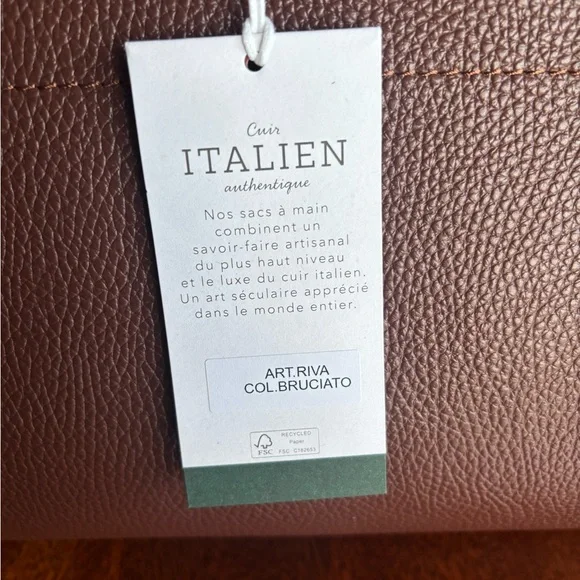 Cuir
ITALIEN
authentique
Nos sacs à main
combinent un
savoir-faire artisanal
du plus haut niveau
et le luxe du cuir italien.
Un art séculaire apprécié
dans le monde entier.
ART.RIVA
COL.BRUCIATO
RECYCLED
Paper
FSC
FSC